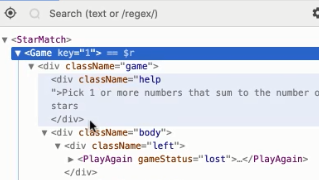 Search (text or /regex/)
▼<StarMatch>
▼<Game key="1"> == $r
▼<div className="game">
<div className="help
">Pick 1 or more numbers that sum to the number o
stars
</div>
▼<div className="body">
▼<div className="left">
▶<PlayAgain gameStatus="lost">…</PlayAgain>
</div>